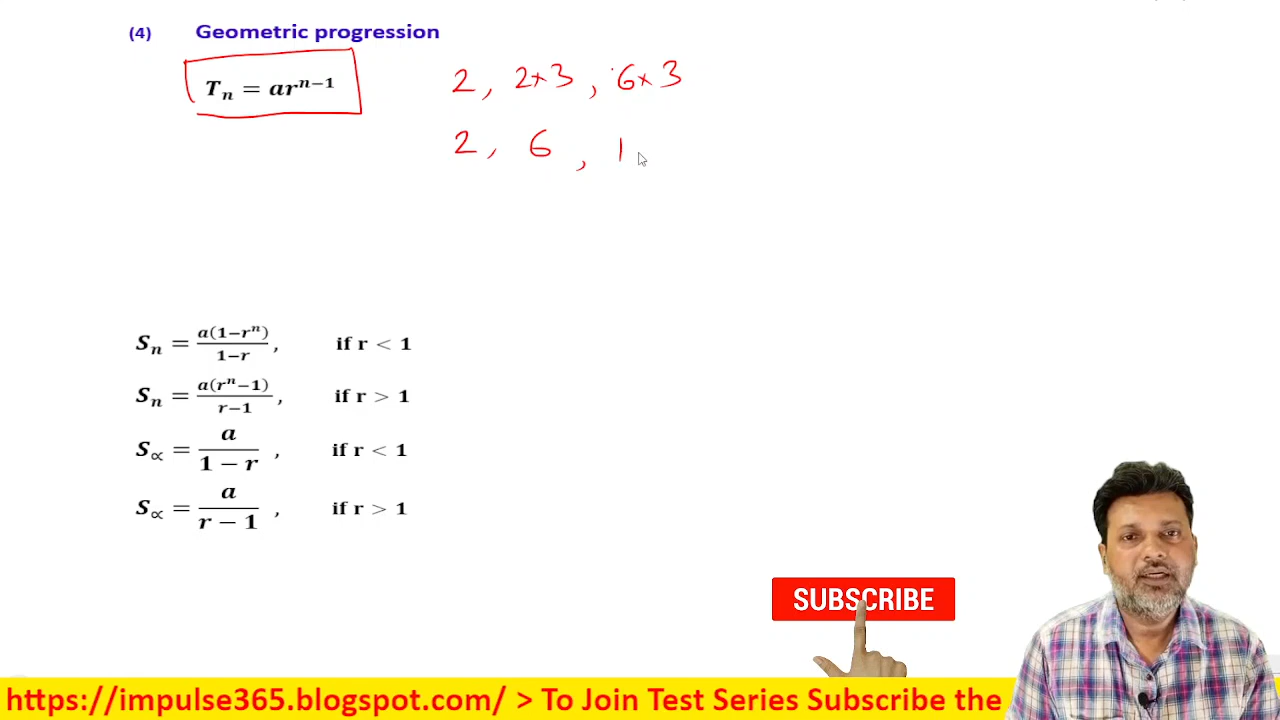 (4) Geometric progression
Tₙ = arⁿ⁻¹
2, 2×3, 6×3
2, 6, 1
Sₙ = a(1−rⁿ)/1−r, if r < 1
Sₙ = a(rⁿ−1)/r−1, if r > 1
S∝ = a/1 − r, if r < 1
S∝ = a/r − 1, if r > 1
SUBSCRIBE
https://impulse365.blogspot.com/ > To Join Test Series Subscribe the